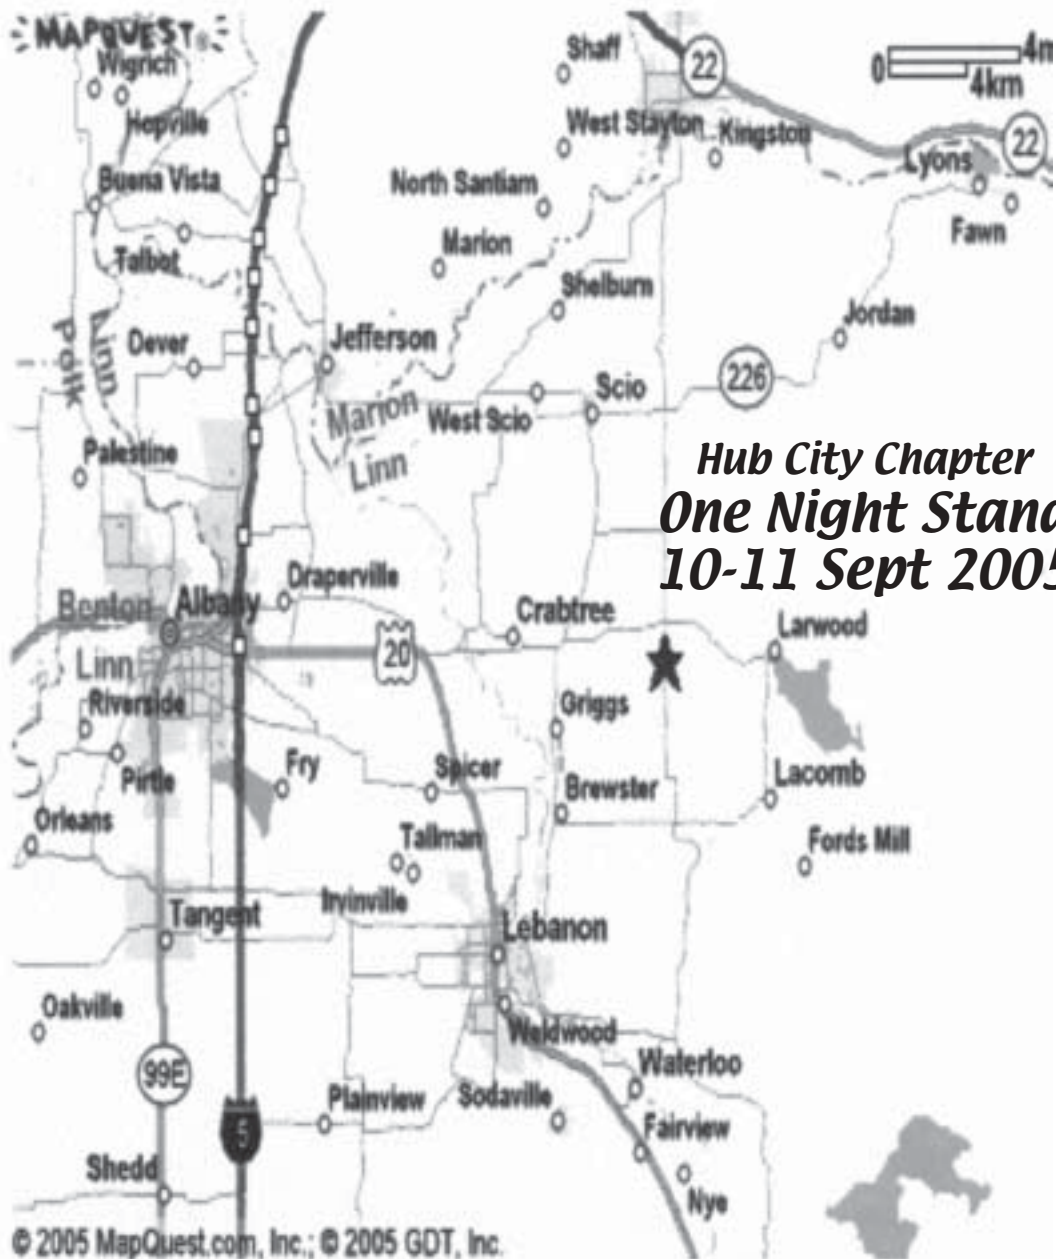 MAPQUEST®
Wigrich
Hopville
Buena Vista
Talbot
Shaff
22
0
4m
4km
West Stayton
Kingston
22
Lyons
North Santiam
Fawn
Marion
Shelburn
Jordan
Polk
Linn
Dever
Jefferson
226
Scio
West Scio
Marion
Linn
Palestine
Hub City Chapter
One Night Stand
10-11 Sept 2005
Draperville
Benton
Albany
Crabtree
Larwood
20
Linn
Riverside
Griggs
Pirtle
Fry
Spicer
Brewster
Lacomb
Orleans
Tallman
Fords Mill
Irvinville
Tangent
Lebanon
Oakville
Weldwood
Waterloo
99E
Plainview
Sodaville
5
Fairview
Shedd
Nye
© 2005 MapQuest.com, Inc.; © 2005 GDT, Inc.